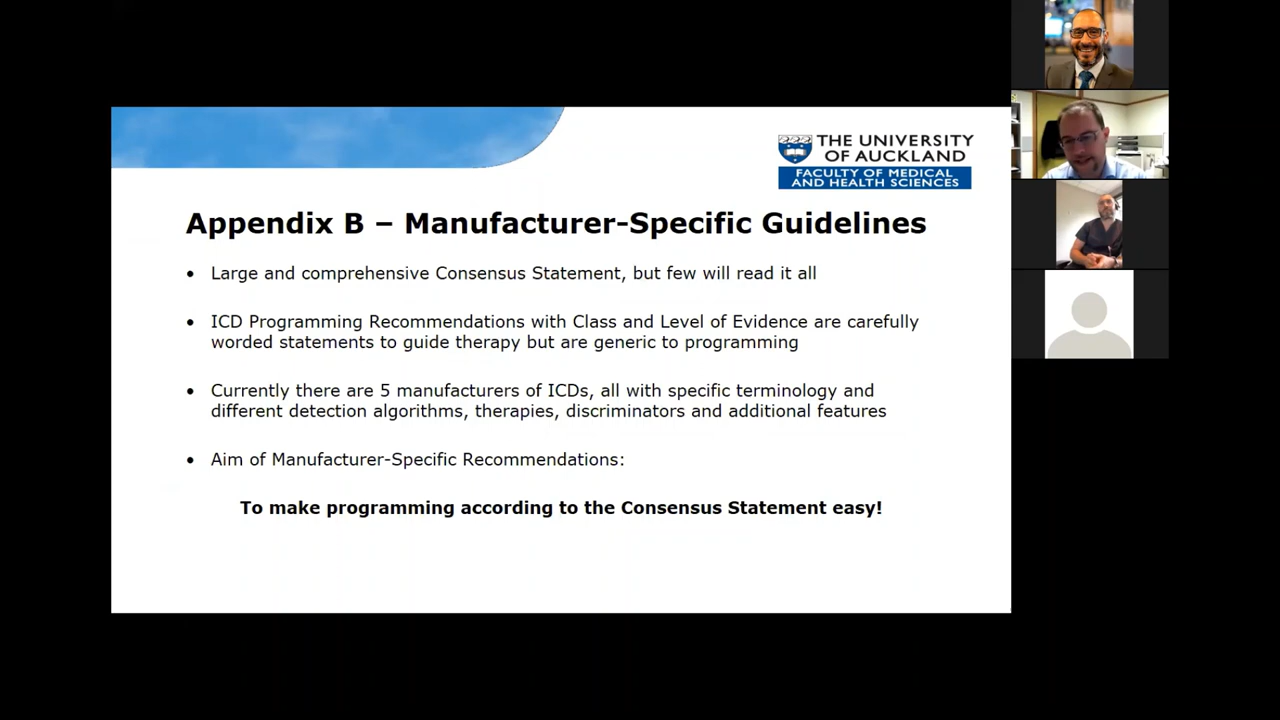 THE UNIVERSITY
OF AUCKLAND
FACULTY OF MEDICAL
AND HEALTH SCIENCES
Appendix B – Manufacturer-Specific Guidelines
• Large and comprehensive Consensus Statement, but few will read it all
• ICD Programming Recommendations with Class and Level of Evidence are carefully
worded statements to guide therapy but are generic to programming
• Currently there are 5 manufacturers of ICDs, all with specific terminology and
different detection algorithms, therapies, discriminators and additional features
• Aim of Manufacturer-Specific Recommendations:
To make programming according to the Consensus Statement easy!